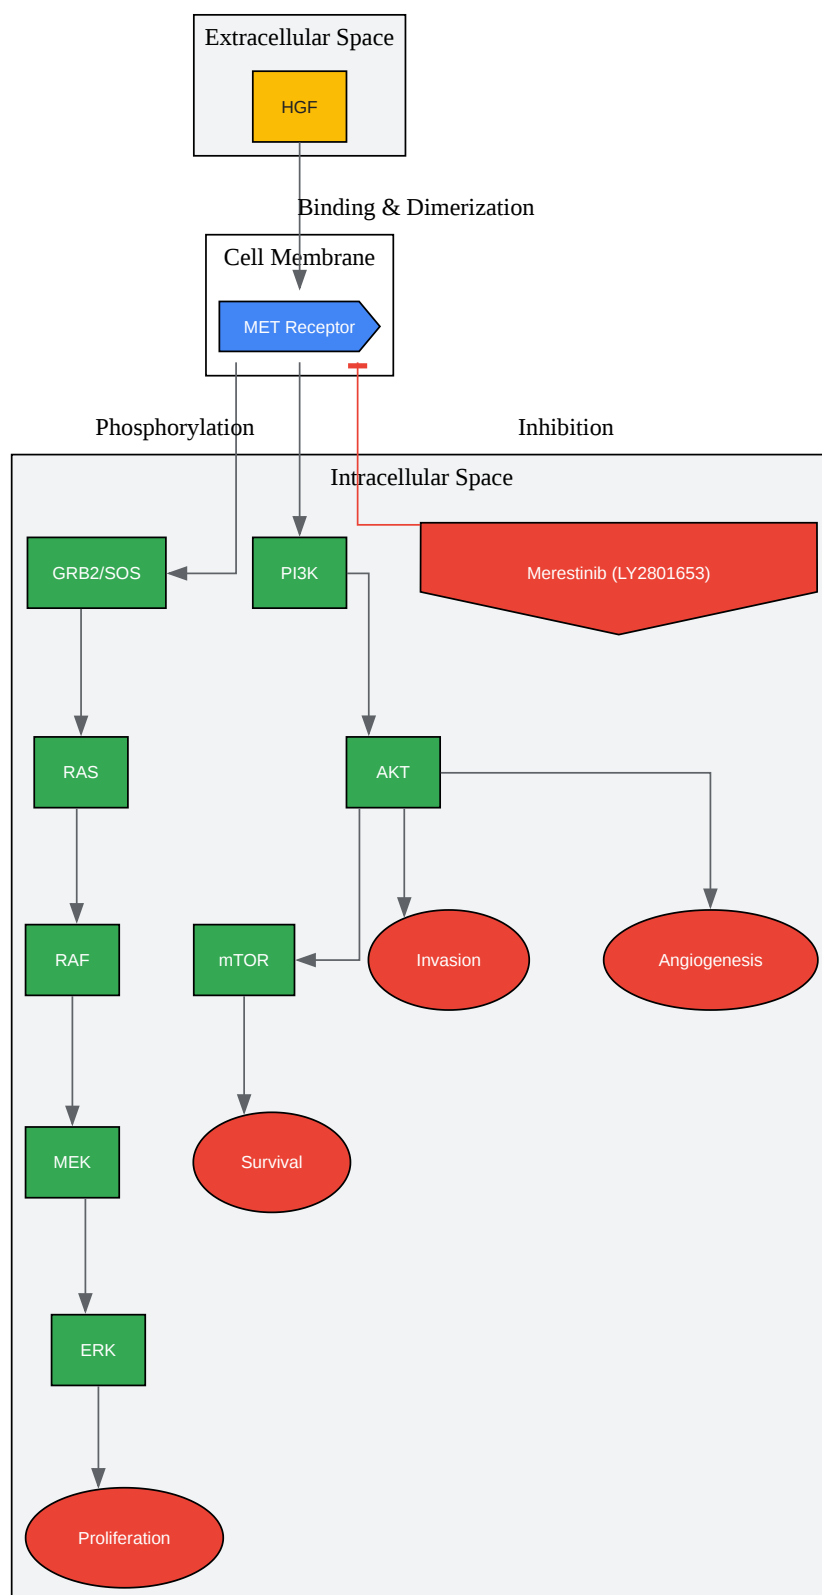 Extracellular Space
HGF
Binding & Dimerization
Cell Membrane
MET Receptor
Phosphorylation
Inhibition
Intracellular Space
GRB2/SOS
PI3K
Merestinib (LY2801653)
RAS
AKT
RAF
mTOR
Invasion
Angiogenesis
MEK
Survival
ERK
Proliferation